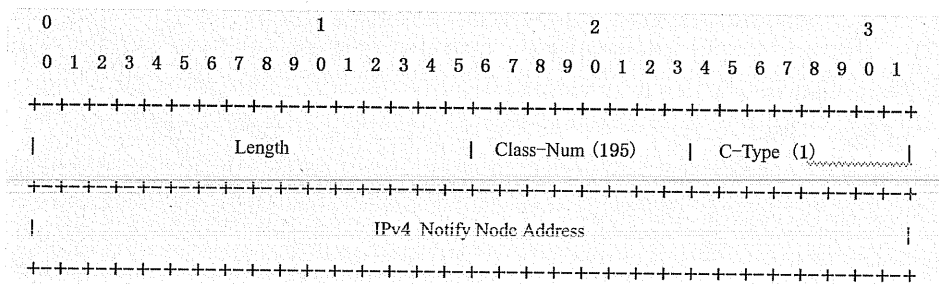 0 1 2 3
0 1 2 3 4 5 6 7 8 9 0 1 2 3 4 5 6 7 8 9 0 1 2 3 4 5 6 7 8 9 0 1
+-+-+-+-+-+-+-+-+-+-+-+-+-+-+-+-+-+-+-+-+-+-+-+-+-+-+-+-+-+-+-+-+
| Length | Class-Num (195) | C-Type (1) |
+-+-+-+-+-+-+-+-+-+-+-+-+-+-+-+-+-+-+-+-+-+-+-+-+-+-+-+-+-+-+-+-+
| IPv4 Notify Node Address |
+-+-+-+-+-+-+-+-+-+-+-+-+-+-+-+-+-+-+-+-+-+-+-+-+-+-+-+-+-+-+-+-+